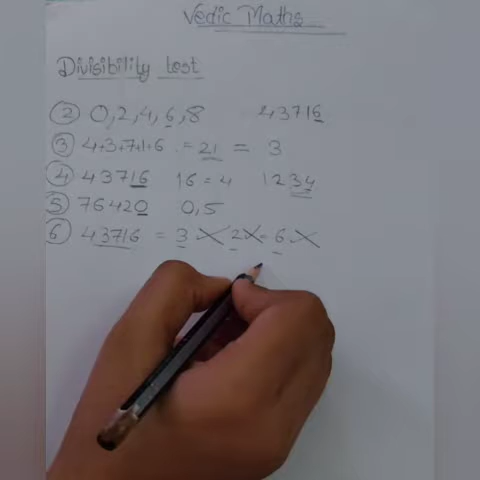 Vedic Maths
Divisibility test
② 0,2,4,6,8 43716
③ 4+3+7+1+6 = 21 = 3
④ 43716 16 = 4 1234
⑤ 76420 0,5
⑥ 43716 = 3 X 2 X = 6 X